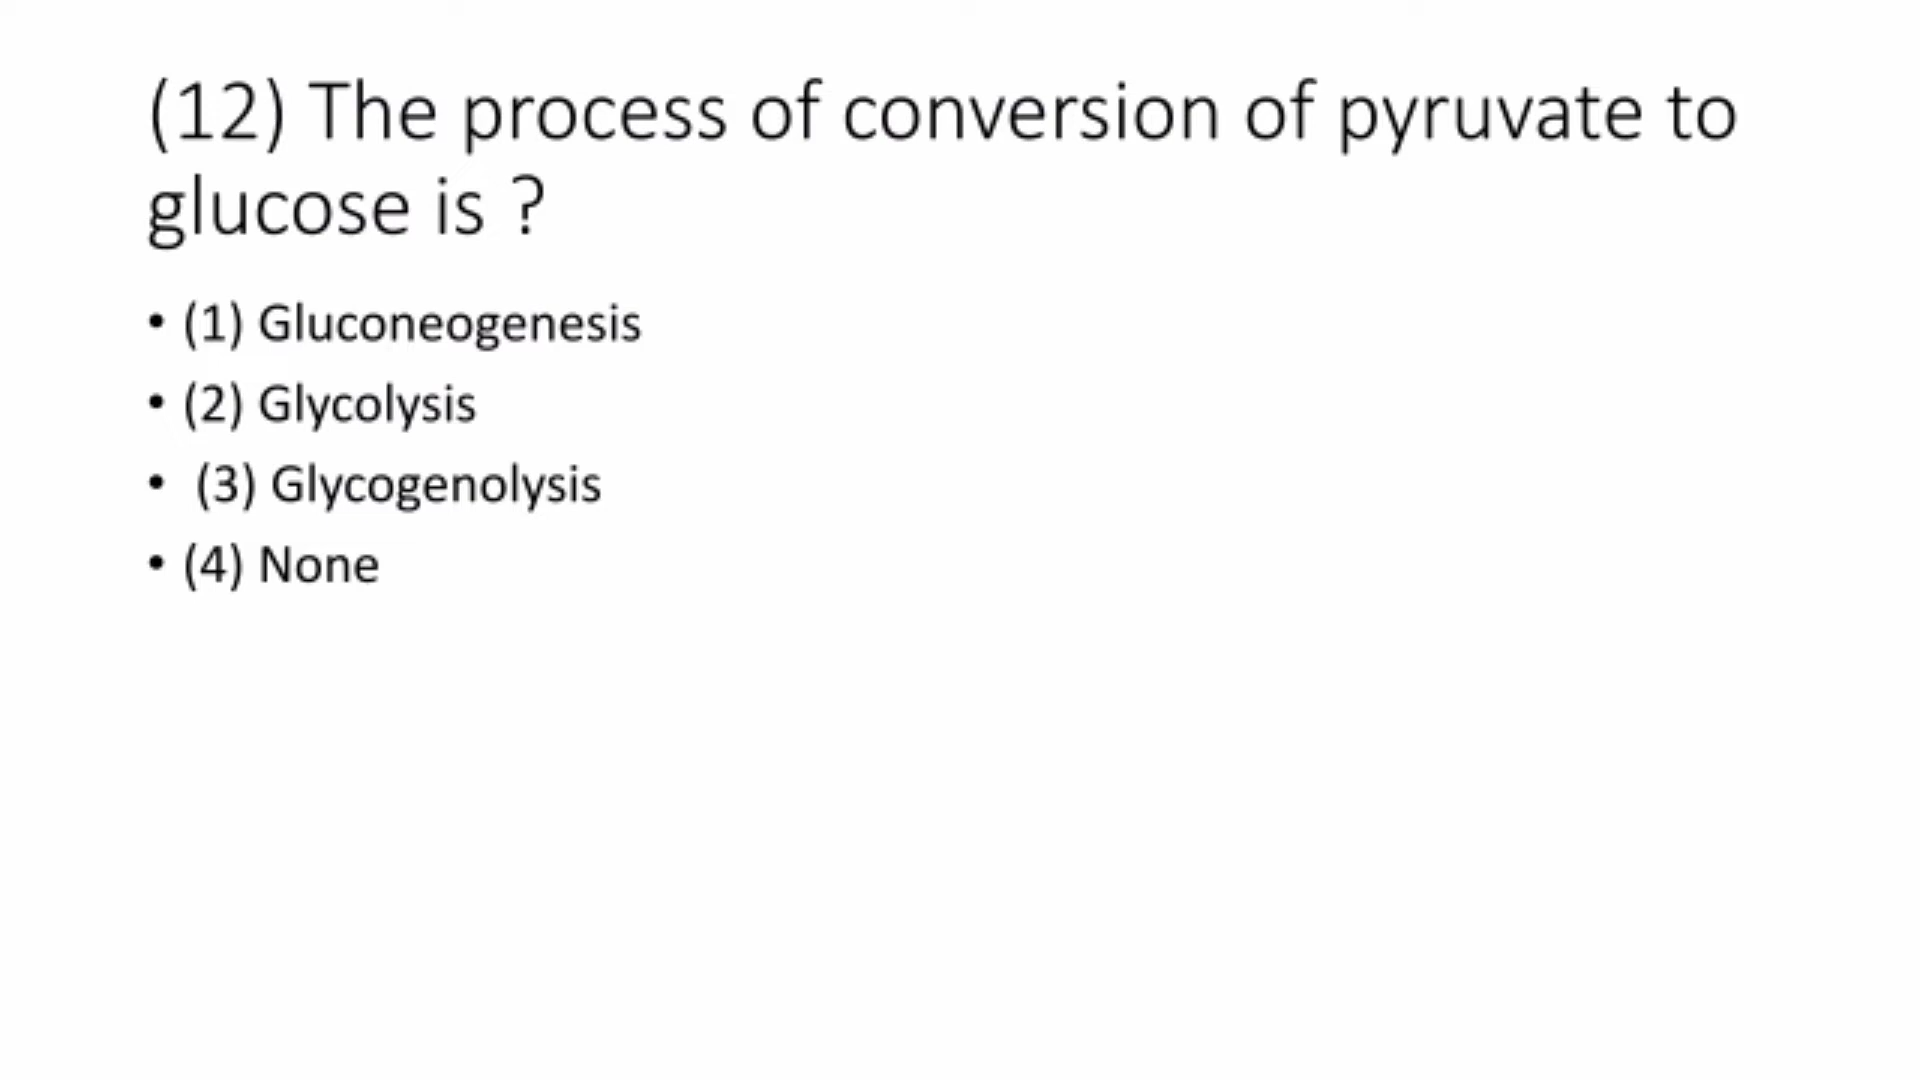 (12) The process of conversion of pyruvate to
glucose is ?
• (1) Gluconeogenesis
• (2) Glycolysis
• (3) Glycogenolysis
• (4) None